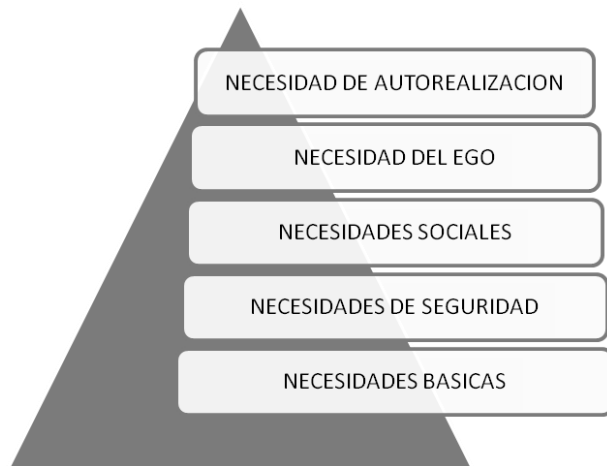 NECESIDAD DE AUTOREALIZACION
NECESIDAD DEL EGO
NECESIDADES SOCIALES
NECESIDADES DE SEGURIDAD
NECESIDADES BASICAS